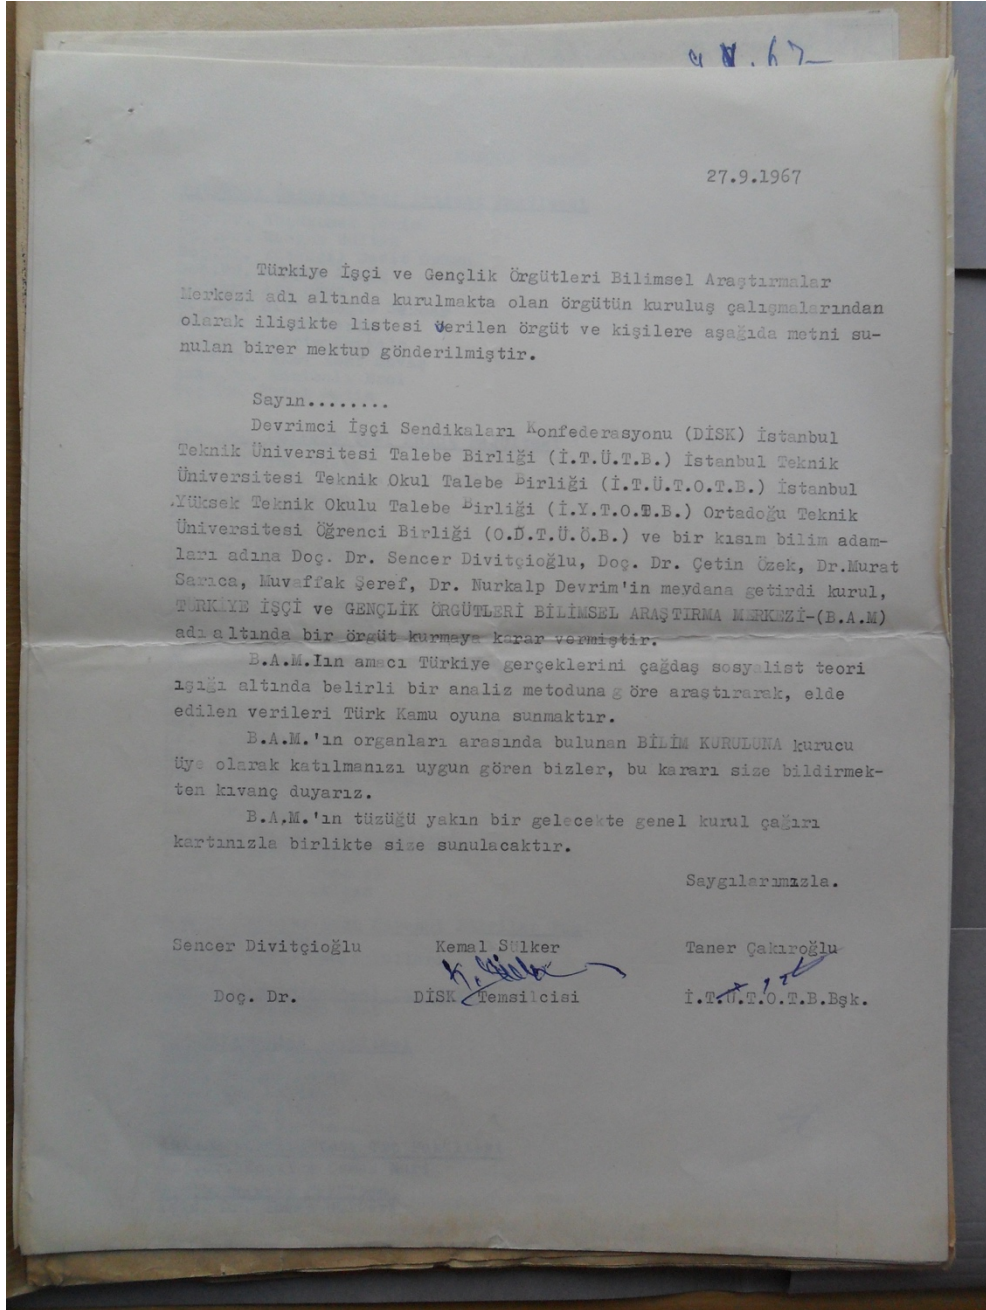 27.9.1967
Türkiye İşçi ve Gençlik Örgütleri Bilimsel Araştırmalar
Merkezi adı altında kurulmakta olan örgütün kuruluş çalışmalarından
olarak ilişikte listesi verilen örgüt ve kişilere aşağıda metni su-
nulan birer mektup gönderilmiştir.
Sayın........
Devrimci İşçi Sendikaları Konfederasyonu (DİSK) İstanbul
Teknik Üniversitesi Talebe Birliği (İ.T.Ü.T.B.) İstanbul Teknik
Üniversitesi Teknik Okul Talebe Birliği (İ.T.Ü.T.O.T.B.) İstanbul
Yüksek Teknik Okulu Talebe Birliği (İ.Y.T.O.T.B.) Ortadoğu Teknik
Üniversitesi Öğrenci Birliği (O.D.T.Ü.Ö.B.) ve bir kısım bilim adam-
ları adına Doç. Dr. Sencer Divitçioğlu, Doç. Dr. Çetin Özek, Dr.Murat
Sarıca, Muvaffak Şeref, Dr. Nurkalp Devrim'in meydana getirdi kurul,
TÜRKİYE İŞÇİ ve GENÇLİK ÖRGÜTLERİ BİLİMSEL ARAŞTIRMA MERKEZİ-(B.A.M)
adı altında bir örgüt kurmaya karar vermiştir.
B.A.M.Iın amacı Türkiye gerçeklerini çağdaş sosyalist teori
ışığı altında belirli bir analiz metoduna g öre araştırarak, elde
edilen verileri Türk Kamu oyuna sunmaktır.
B.A.M.'ın organları arasında bulunan BİLİM KURULUNA kurucu
üye olarak katılmanızı uygun gören bizler, bu kararı size bildirmek-
ten kıvanç duyarız.
B.A.M.'ın tüzüğü yakın bir gelecekte genel kurul çağırı
kartınızla birlikte size sunulacaktır.
Saygılarımızla.
Sencer Divitçioğlu Kemal Sülker Taner Çakıroğlu
Doç. Dr. DİSK Temsilcisi İ.T.Ü.T.O.T.B.Bşk.